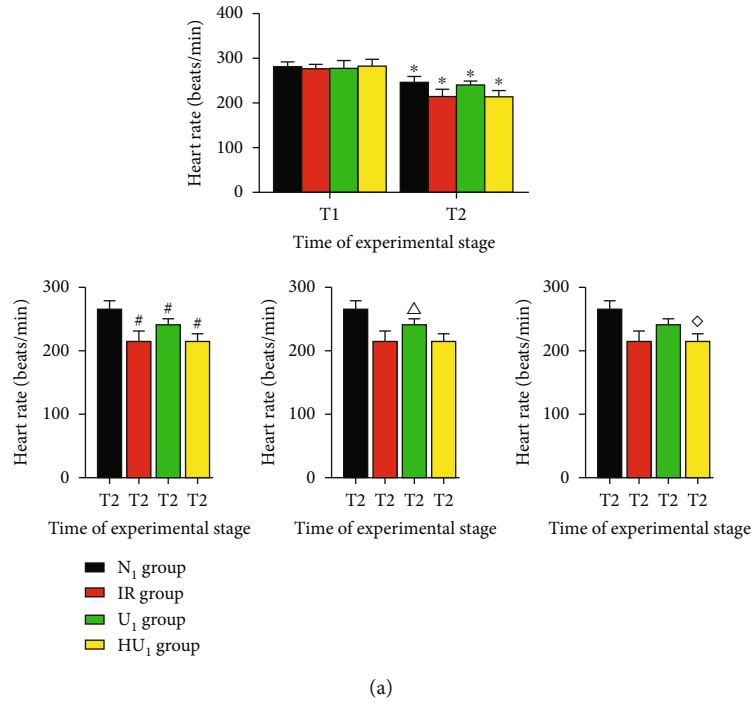 400
300
200
100
0
Heart rate (beats/min)
* * * *
T1 T2
Time of experimental stage
300
200
100
0
Heart rate (beats/min)
# # #
T2 T2 T2 T2
Time of experimental stage
300
200
100
0
Heart rate (beats/min)
△
T2 T2 T2 T2
Time of experimental stage
300
200
100
0
Heart rate (beats/min)
◇
T2 T2 T2 T2
Time of experimental stage
N₁ group
IR group
U₁ group
HU₁ group
(a)